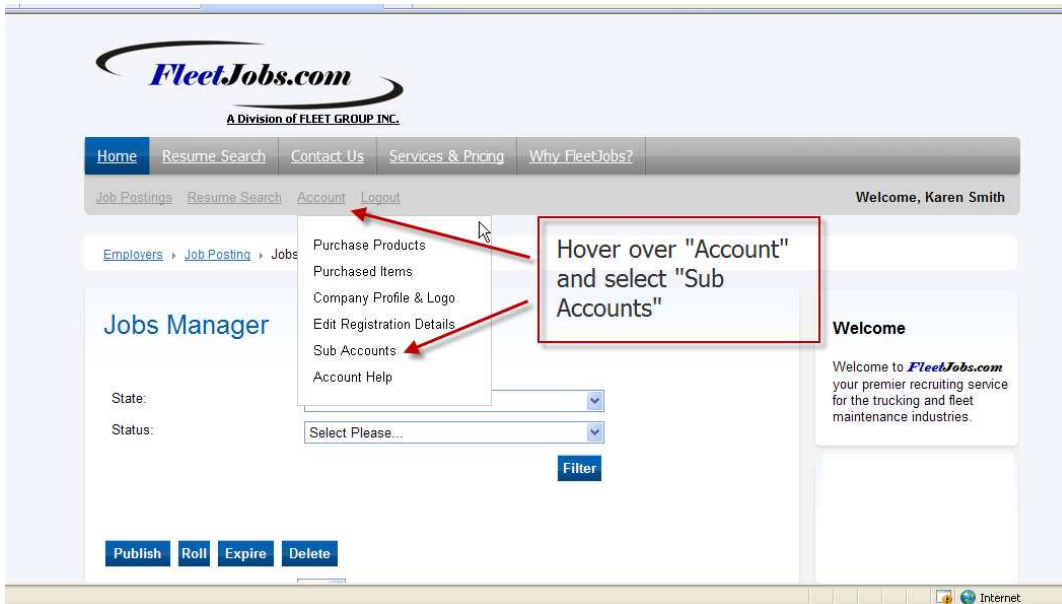 FleetJobs.com
A Division of FLEET GROUP INC.
Home Resume Search Contact Us Services & Pricing Why FleetJobs?
Job Postings Resume Search Account Logout Welcome, Karen Smith
Employers Job Posting Jobs
Purchase Products
Purchased Items
Company Profile & Logo
Edit Registration Details
Sub Accounts
Account Help
Hover over "Account"
and select "Sub
Accounts"
Jobs Manager
State:
Status:
Select Please...
Filter
Publish Roll Expire Delete
Welcome
Welcome to FleetJobs.com
your premier recruiting service
for the trucking and fleet
maintenance industries.
Internet